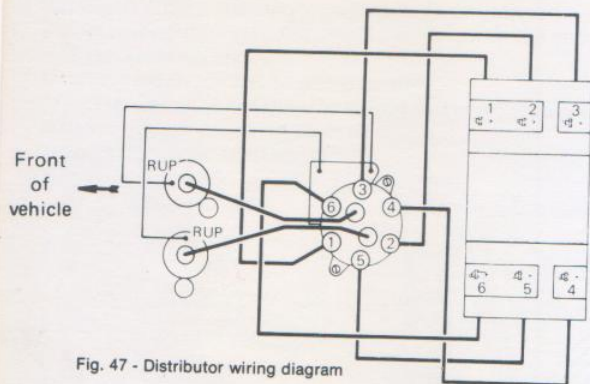 1 2 3
Front
of
vehicle
RUP
RUP
3
6 4
1 2
5
6 5 4
Fig. 47 - Distributor wiring diagram